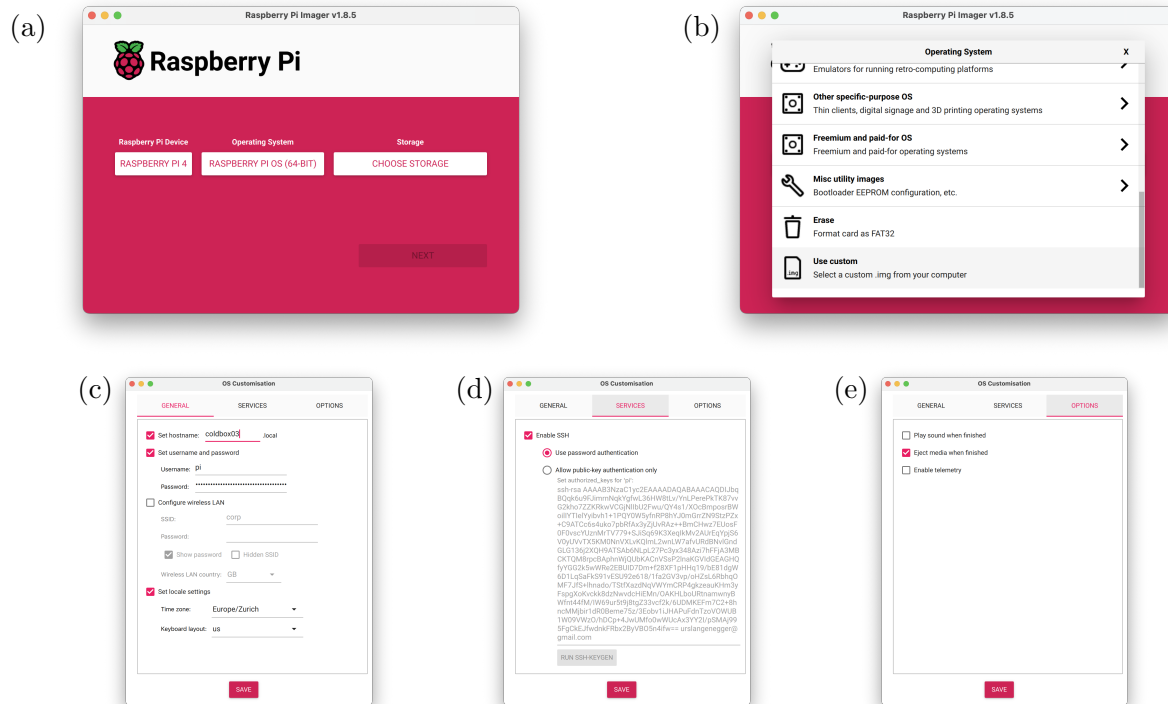 (a)
Raspberry Pi Imager v1.8.5
Raspberry Pi
Raspberry Pi Device
Operating System
Storage
RASPBERRY PI 4
RASPBERRY PI OS (64-BIT)
CHOOSE STORAGE
NEXT
(b)
Raspberry Pi Imager v1.8.5
Operating System
X
Emulators for running retro-computing platforms
Other specific-purpose OS
Thin clients, digital signage and 3D printing operating systems
Freemium and paid-for OS
Freemium and paid-for operating systems
Misc utility images
Bootloader EEPROM configuration, etc.
Erase
Format card as FAT32
.img
Use custom
Select a custom .img from your computer
(c)
OS Customisation
GENERAL SERVICES OPTIONS
Set hostname: coldbox03 .local
Set username and password
Username: pi
Password:
Configure wireless LAN
SSID: corp
Password:
Show password Hidden SSID
Wireless LAN country: GB
Set locale settings
Time zone: Europe/Zurich
Keyboard layout: us
SAVE
(d)
OS Customisation
GENERAL SERVICES OPTIONS
Enable SSH
Use password authentication
Allow public-key authentication only
Set authorized_keys for 'pi':
ssh-rsa
urslangenegger@
gmail.com
RUN SSH-KEYGEN
SAVE
(e)
OS Customisation
GENERAL SERVICES OPTIONS
Play sound when finished
Eject media when finished
Enable telemetry
SAVE